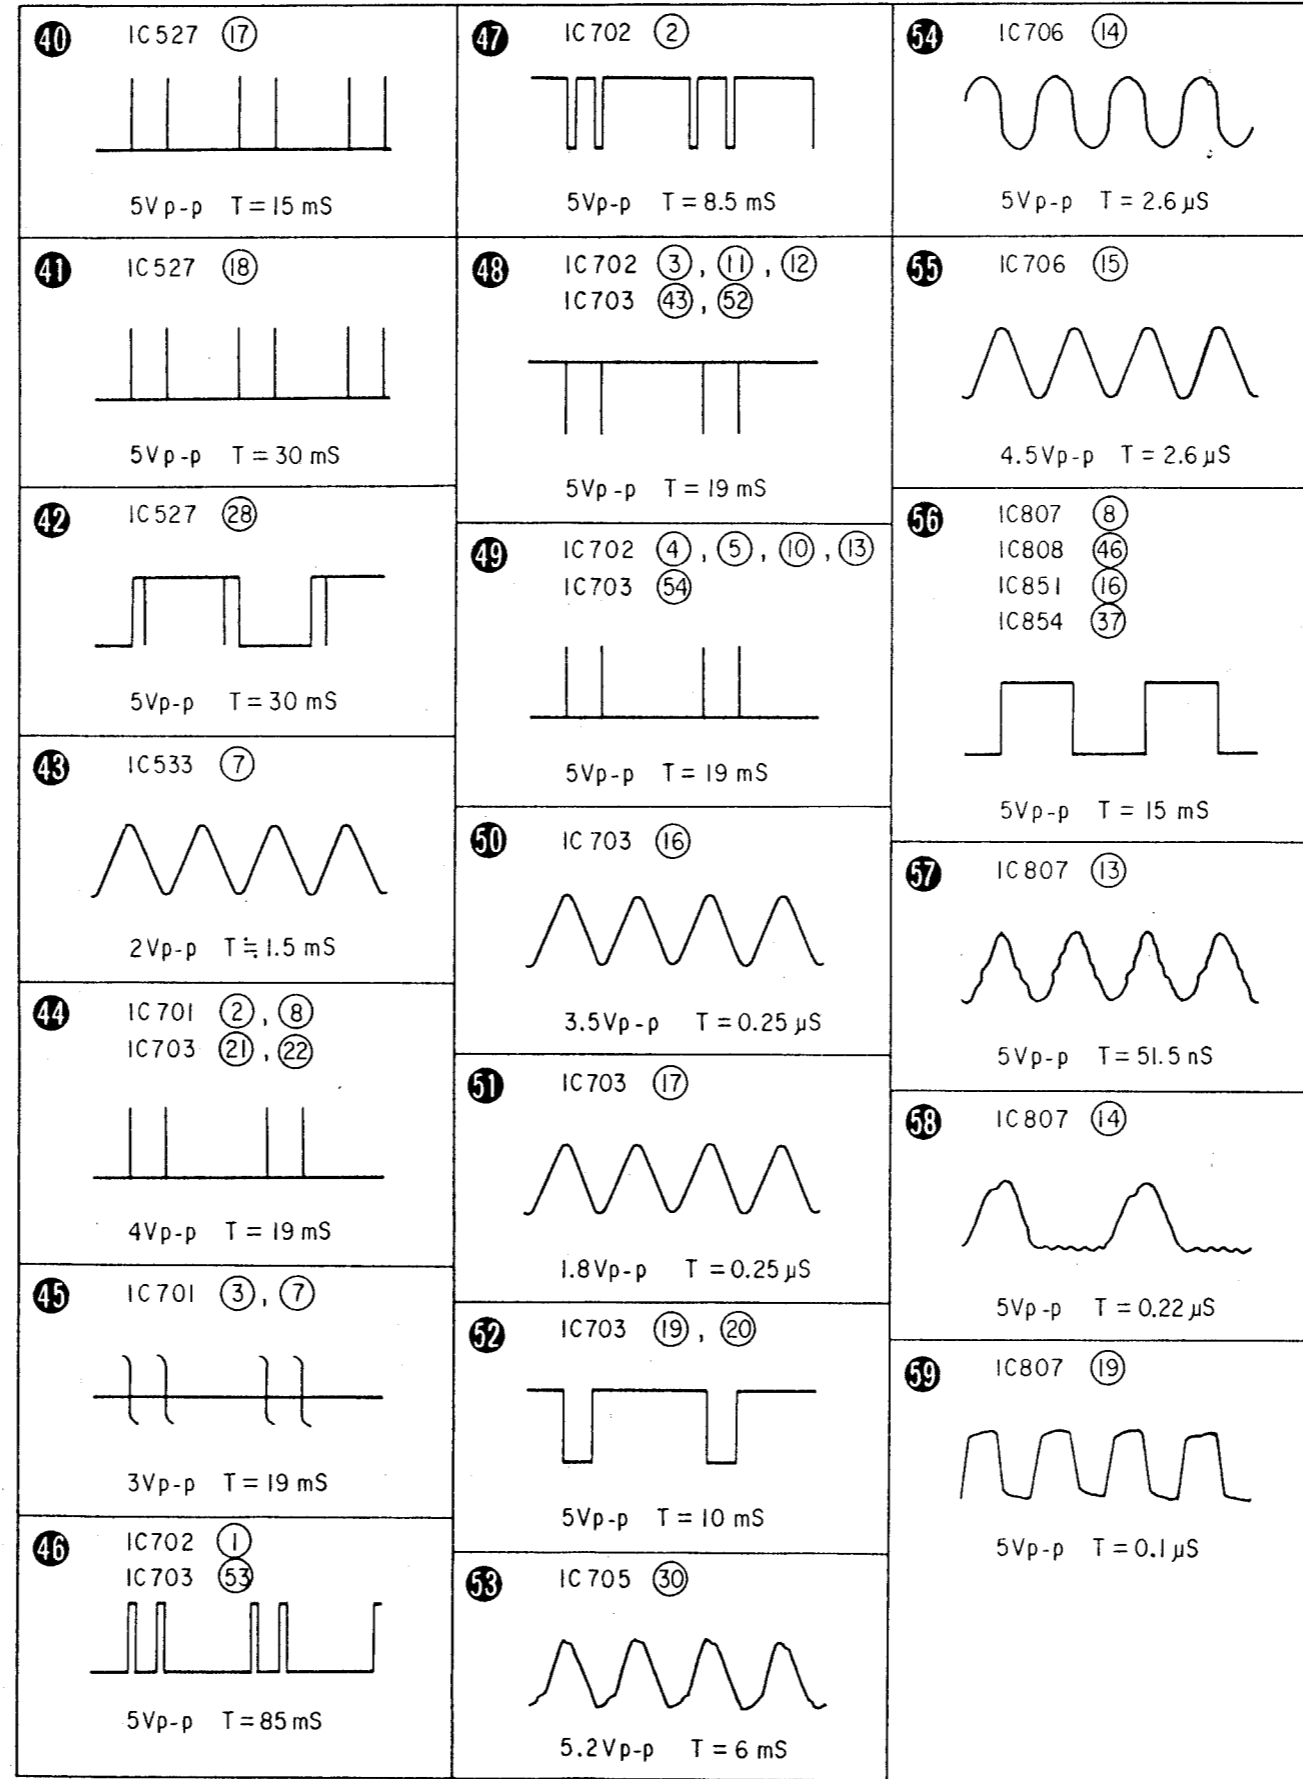 40 IC527 17
5Vp-p T=15 mS
41 IC527 18
5Vp-p T=30 mS
42 IC527 28
5Vp-p T=30 mS
43 IC533 7
2Vp-p T≒1.5 mS
44 IC701 2, 8
IC703 21, 22
4Vp-p T=19 mS
45 IC701 3, 7
3Vp-p T=19 mS
46 IC702 1
IC703 53
5Vp-p T=85 mS
47 IC702 2
5Vp-p T=8.5 mS
48 IC702 3, 11, 12
IC703 43, 52
5Vp-p T=19 mS
49 IC702 4, 5, 10, 13
IC703 54
5Vp-p T=19 mS
50 IC703 16
3.5Vp-p T=0.25 μS
51 IC703 17
1.8Vp-p T=0.25 μS
52 IC703 19, 20
5Vp-p T=10 mS
53 IC705 30
5.2Vp-p T=6 mS
54 IC706 14
5Vp-p T=2.6 μS
55 IC706 15
4.5Vp-p T=2.6 μS
56 IC807 8
IC808 46
IC851 16
IC854 37
5Vp-p T=15 mS
57 IC807 13
5Vp-p T=51.5 nS
58 IC807 14
5Vp-p T=0.22 μS
59 IC807 19
5Vp-p T=0.1 μS